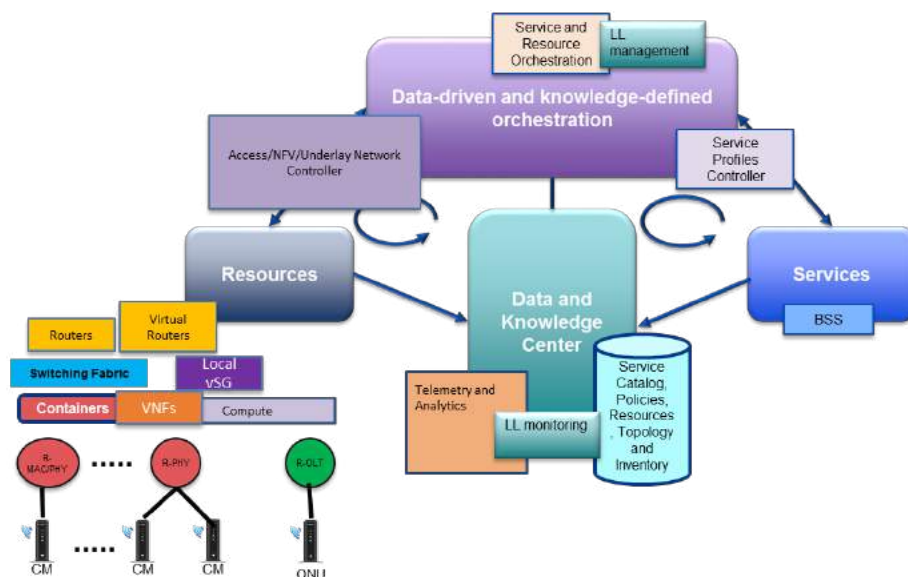 Service and
Resource
Orchestration
LL
management
Data-driven and knowledge-defined
orchestration
Access/NFV/Underlay Network
Controller
Service
Profiles
Controller
Resources
Data and
Knowledge
Center
Services
BSS
Routers
Virtual
Routers
Switching Fabric
Local
vSG
Containers
VNFs
Compute
Telemetry and
Analytics
LL monitoring
Service
Catalog,
Policies,
Resources
, Topology
and
Inventory
R-
MAC/PHY
R-PHY
R-OLT
CM
CM
CM
ONU